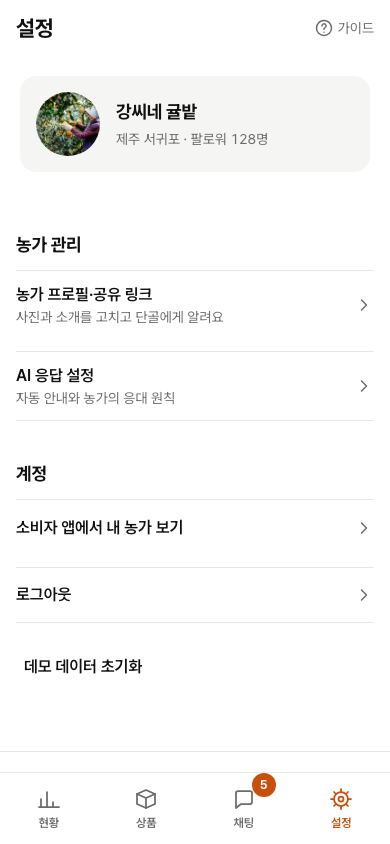 설정
가이드
강씨네 귤밭
제주 서귀포 · 팔로워 128명
농가 관리
농가 프로필·공유 링크
사진과 소개를 고치고 단골에게 알려요
AI 응답 설정
자동 안내와 농가의 응대 원칙
계정
소비자 앱에서 내 농가 보기
로그아웃
데모 데이터 초기화
5
현황
상품
채팅
설정